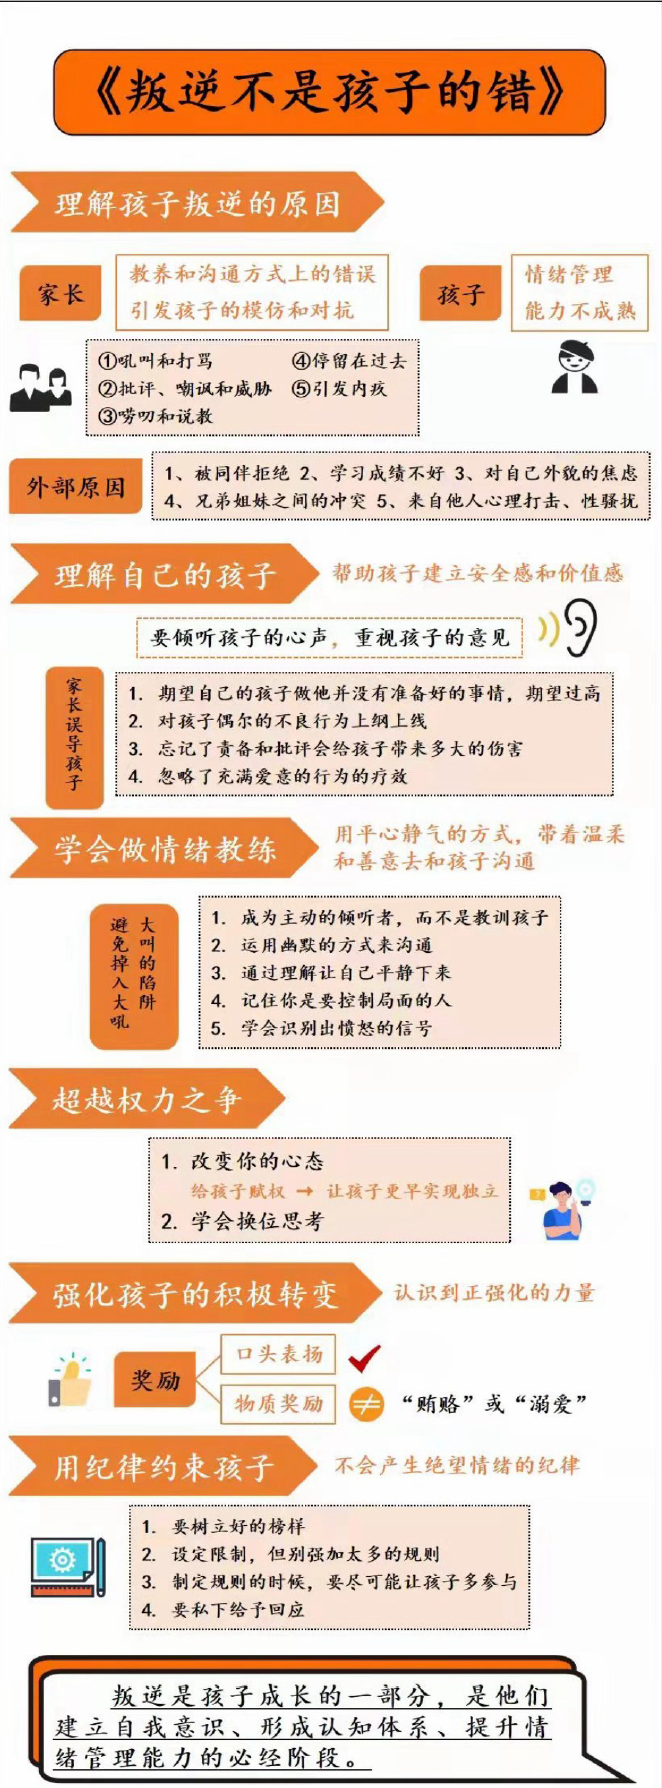 《叛逆不是孩子的错》
理解孩子叛逆的原因
家长
教养和沟通方式上的错误
引发孩子的模仿和对抗
孩子
情绪管理
能力不成熟
①吼叫和打骂 ④停留在过去
②批评、嘲讽和威胁 ⑤引发内疚
③唠叨和说教
外部原因
1、被同伴拒绝 2、学习成绩不好 3、对自己外貌的焦虑
4、兄弟姐妹之间的冲突 5、来自他人心理打击、性骚扰
理解自己的孩子
帮助孩子建立安全感和价值感
要倾听孩子的心声，重视孩子的意见
家长误导孩子
1. 期望自己的孩子做他并没有准备好的事情，期望过高
2. 对孩子偶尔的不良行为上纲上线
3. 忘记了责备和批评会给孩子带来多大的伤害
4. 忽略了充满爱意的行为的疗效
学会做情绪教练
用平心静气的方式，带着温柔
和善意去和孩子沟通
避免掉入大吼
大叫的陷阱
1. 成为主动的倾听者，而不是教训孩子
2. 运用幽默的方式来沟通
3. 通过理解让自己平静下来
4. 记住你是要控制局面的人
5. 学会识别出愤怒的信号
超越权力之争
1. 改变你的心态
给孩子赋权 → 让孩子更早实现独立
2. 学会换位思考
强化孩子的积极转变
认识到正强化的力量
奖励
口头表扬
物质奖励 ≠ “贿赂”或“溺爱”
用纪律约束孩子
不会产生绝望情绪的纪律
1. 要树立好的榜样
2. 设定限制，但别强加太多的规则
3. 制定规则的时候，要尽可能让孩子多参与
4. 要私下给予回应
叛逆是孩子成长的一部分，是他们
建立自我意识、形成认知体系、提升情
绪管理能力的必经阶段。